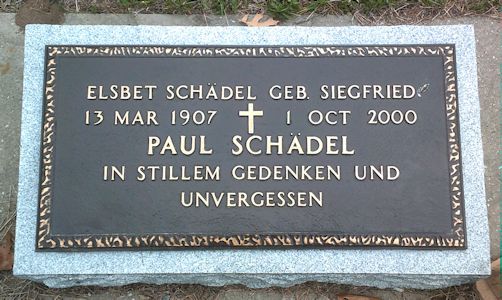 ELSBET SCHÄDEL GEB. SIEGFRIED
13 MAR 1907 1 OCT 2000
PAUL SCHÄDEL
IN STILLEM GEDENKEN UND
UNVERGESSEN